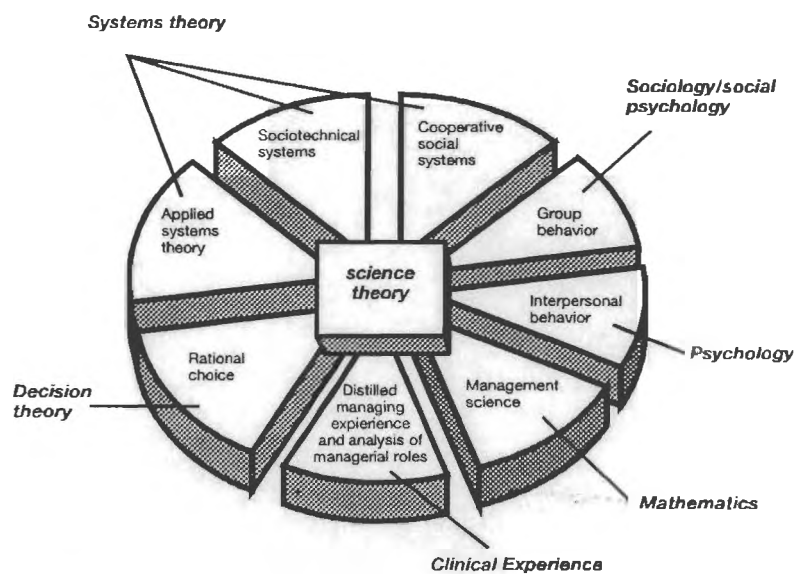 Systems theory
Sociology/social
psychology
Sociotechnical
systems
Cooperative
social
systems
Applied
systems
theory
Group
behavior
science
theory
Interpersonal
behavior
Psychology
Rational
choice
Decision
theory
Distilled
managing
expierience
and analysis of
managerial roles
Management
science
Mathematics
Clinical Experience